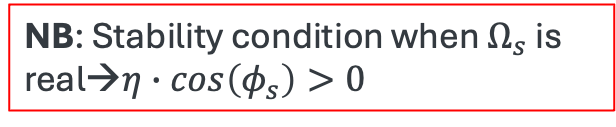 NB: Stability condition when Ωₛ is
real→η · cos(ϕₛ) > 0